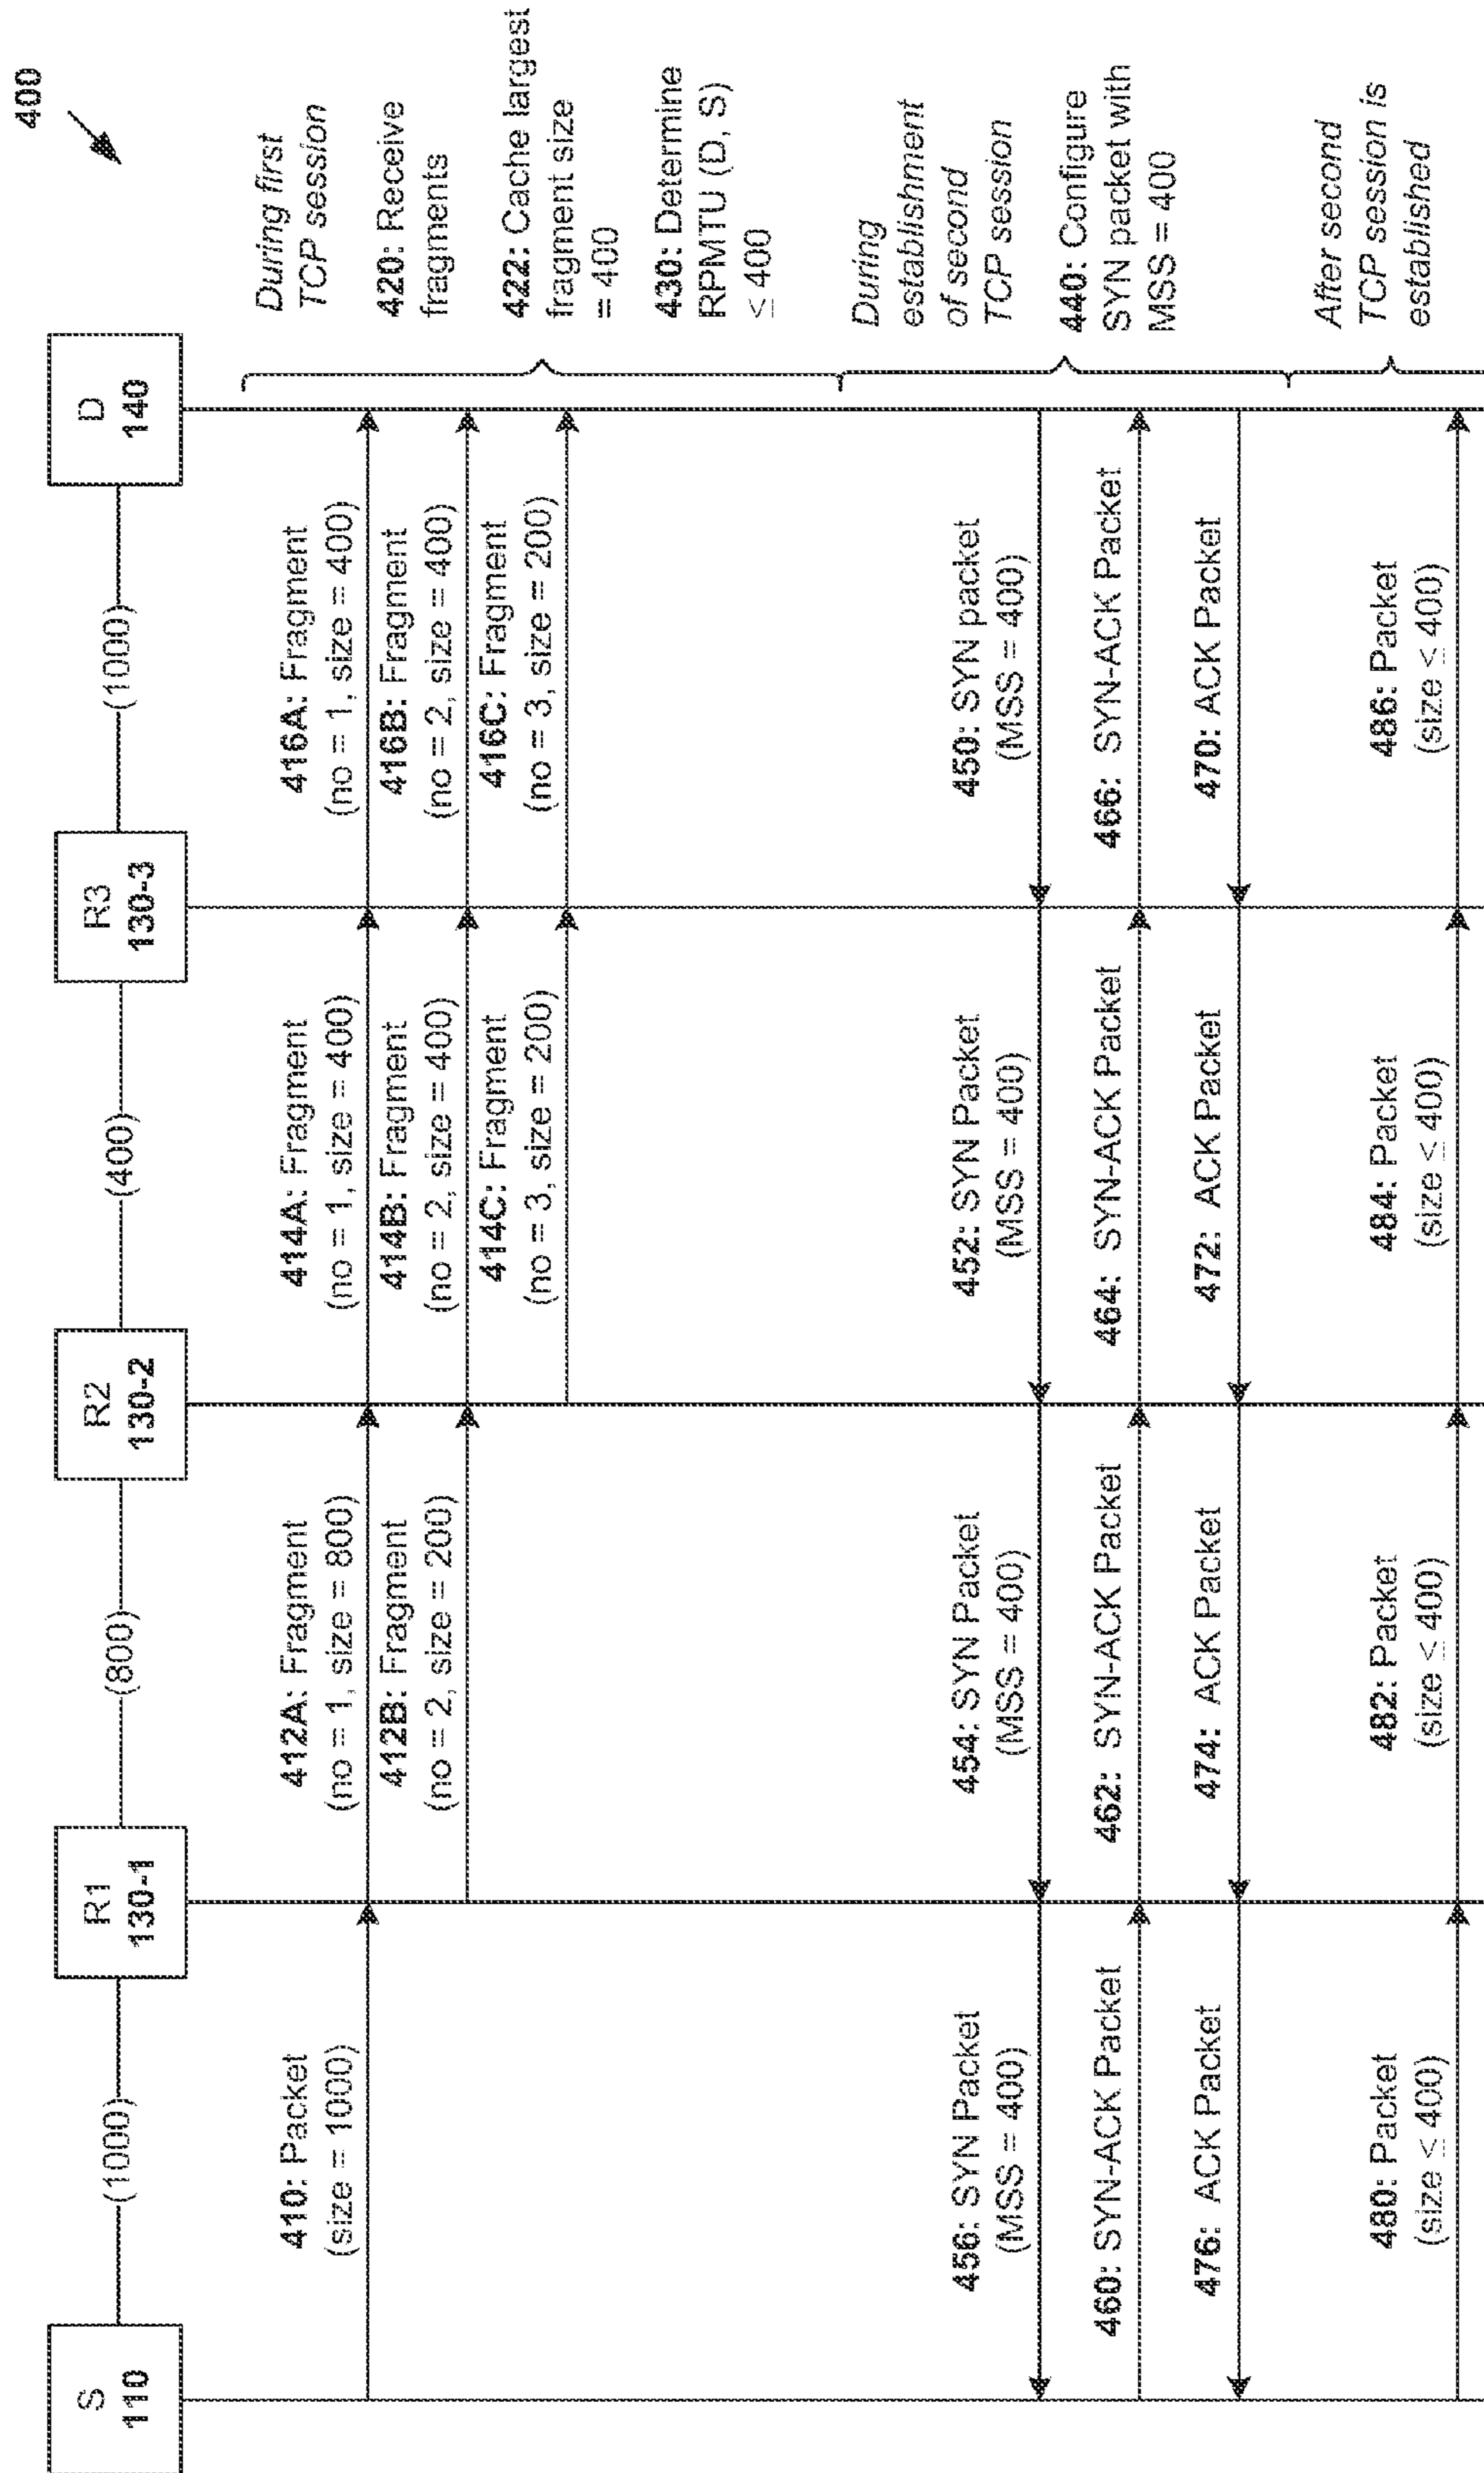 400
S
110
(1000)
R1
130-1
(800)
R2
130-2
(400)
R3
130-3
(1000)
D
140
During first
TCP session
410: Packet
(size = 1000)
412A: Fragment
(no = 1, size = 800)
412B: Fragment
(no = 2, size = 200)
414A: Fragment
(no = 1, size = 400)
414B: Fragment
(no = 2, size = 400)
414C: Fragment
(no = 3, size = 200)
416A: Fragment
(no = 1, size = 400)
416B: Fragment
(no = 2, size = 400)
416C: Fragment
(no = 3, size = 200)
420: Receive
fragments
422: Cache largest
fragment size
= 400
430: Determine
RPMTU (D, S)
≤ 400
During
establishment
of second
TCP session
440: Configure
SYN packet with
MSS = 400
456: SYN Packet
(MSS = 400)
454: SYN Packet
(MSS = 400)
452: SYN Packet
(MSS = 400)
450: SYN packet
(MSS = 400)
460: SYN-ACK Packet
462: SYN-ACK Packet
464: SYN-ACK Packet
466: SYN-ACK Packet
476: ACK Packet
474: ACK Packet
472: ACK Packet
470: ACK Packet
After second
TCP session is
established
480: Packet
(size ≤ 400)
482: Packet
(size ≤ 400)
484: Packet
(size ≤ 400)
486: Packet
(size ≤ 400)